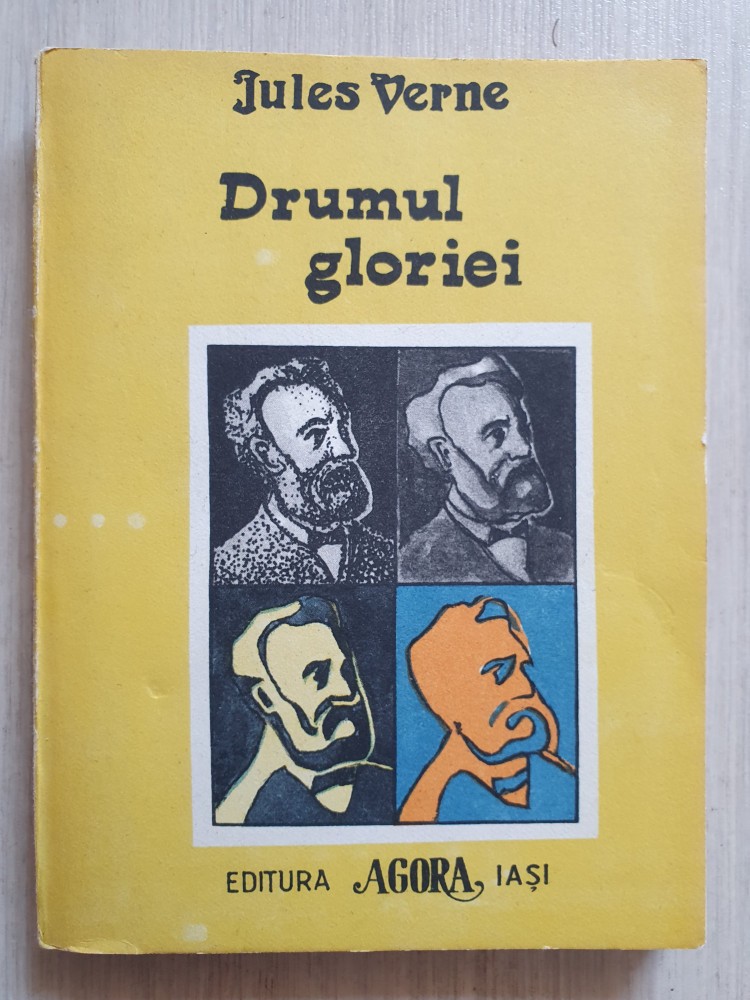 Jules Verne
Drumul
gloriei
EDITURA AGORA IAȘI